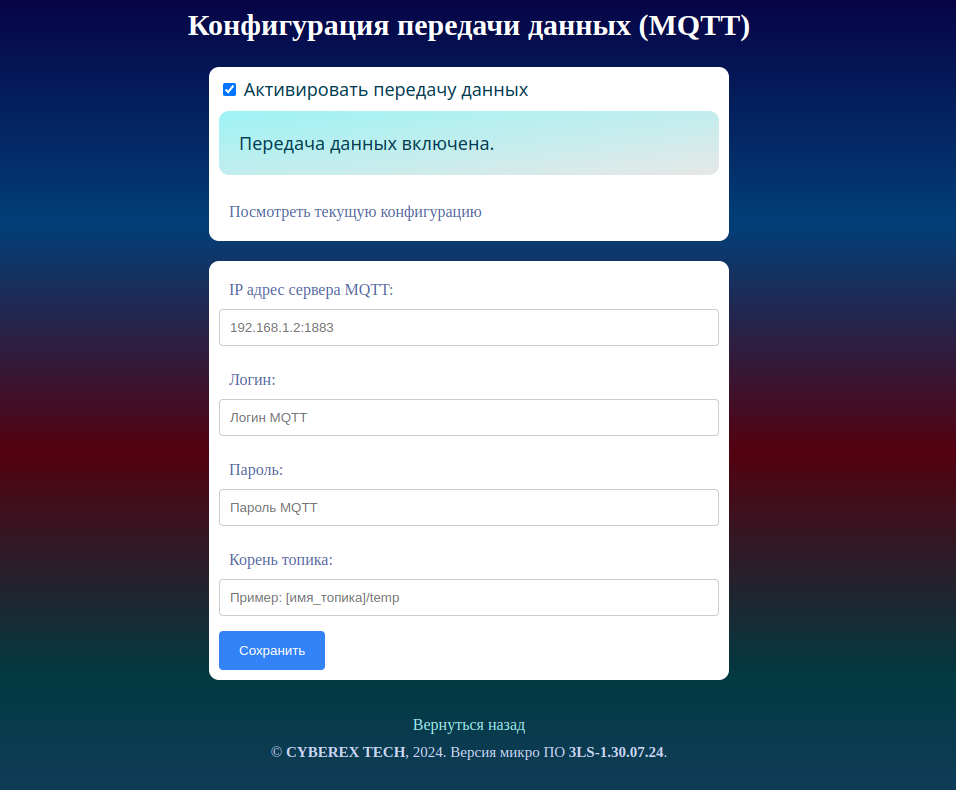 Конфигурация передачи данных (MQTT)
Активировать передачу данных
Передача данных включена.
Посмотреть текущую конфигурацию
IP адрес сервера MQTT:
192.168.1.2:1883
Логин:
Логин MQTT
Пароль:
Пароль MQTT
Корень топика:
Пример: [имя_топика]/temp
Сохранить
Вернуться назад
© CYBEREX TECH, 2024. Версия микро ПО 3LS-1.30.07.24.